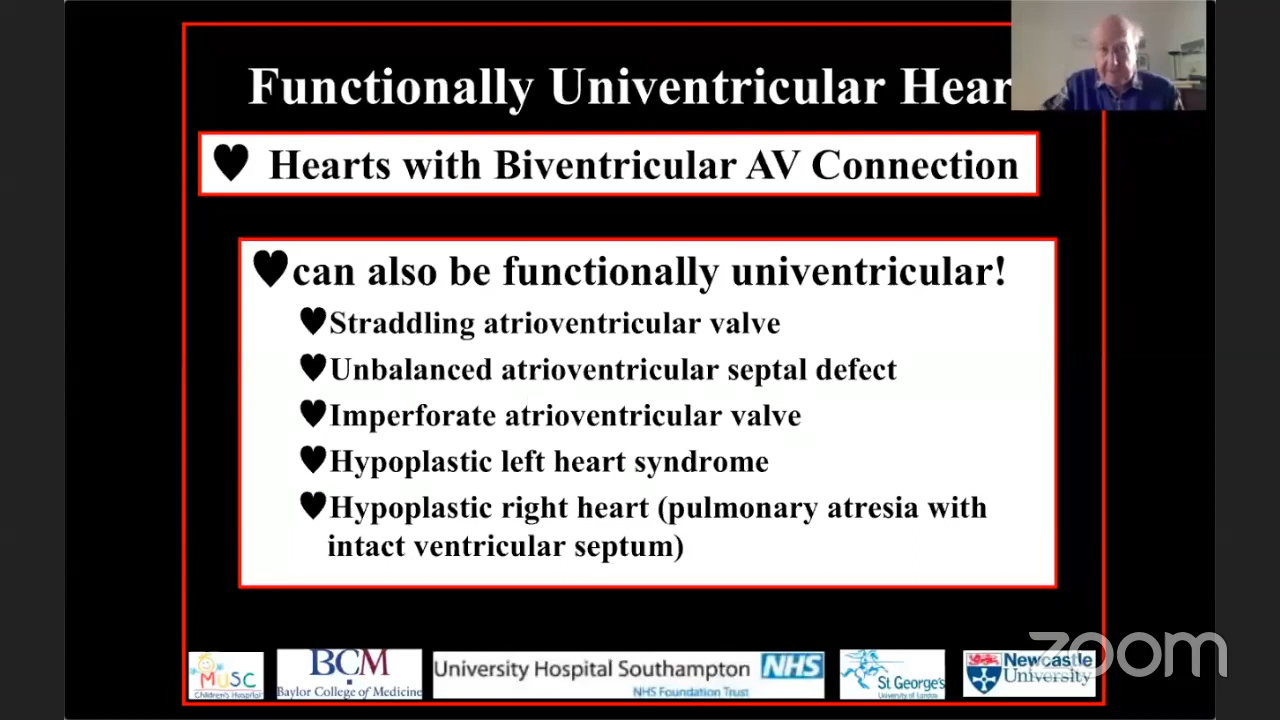 Functionally Univentricular Hear
♥ Hearts with Biventricular AV Connection
♥can also be functionally univentricular!
♥Straddling atrioventricular valve
♥Unbalanced atrioventricular septal defect
♥Imperforate atrioventricular valve
♥Hypoplastic left heart syndrome
♥Hypoplastic right heart (pulmonary atresia with
intact ventricular septum)
MUSC
Children's Hospital
BCM
Baylor College of Medicine
University Hospital Southampton NHS
NHS Foundation Trust
St George's
University of London
Newcastle
University
zoom